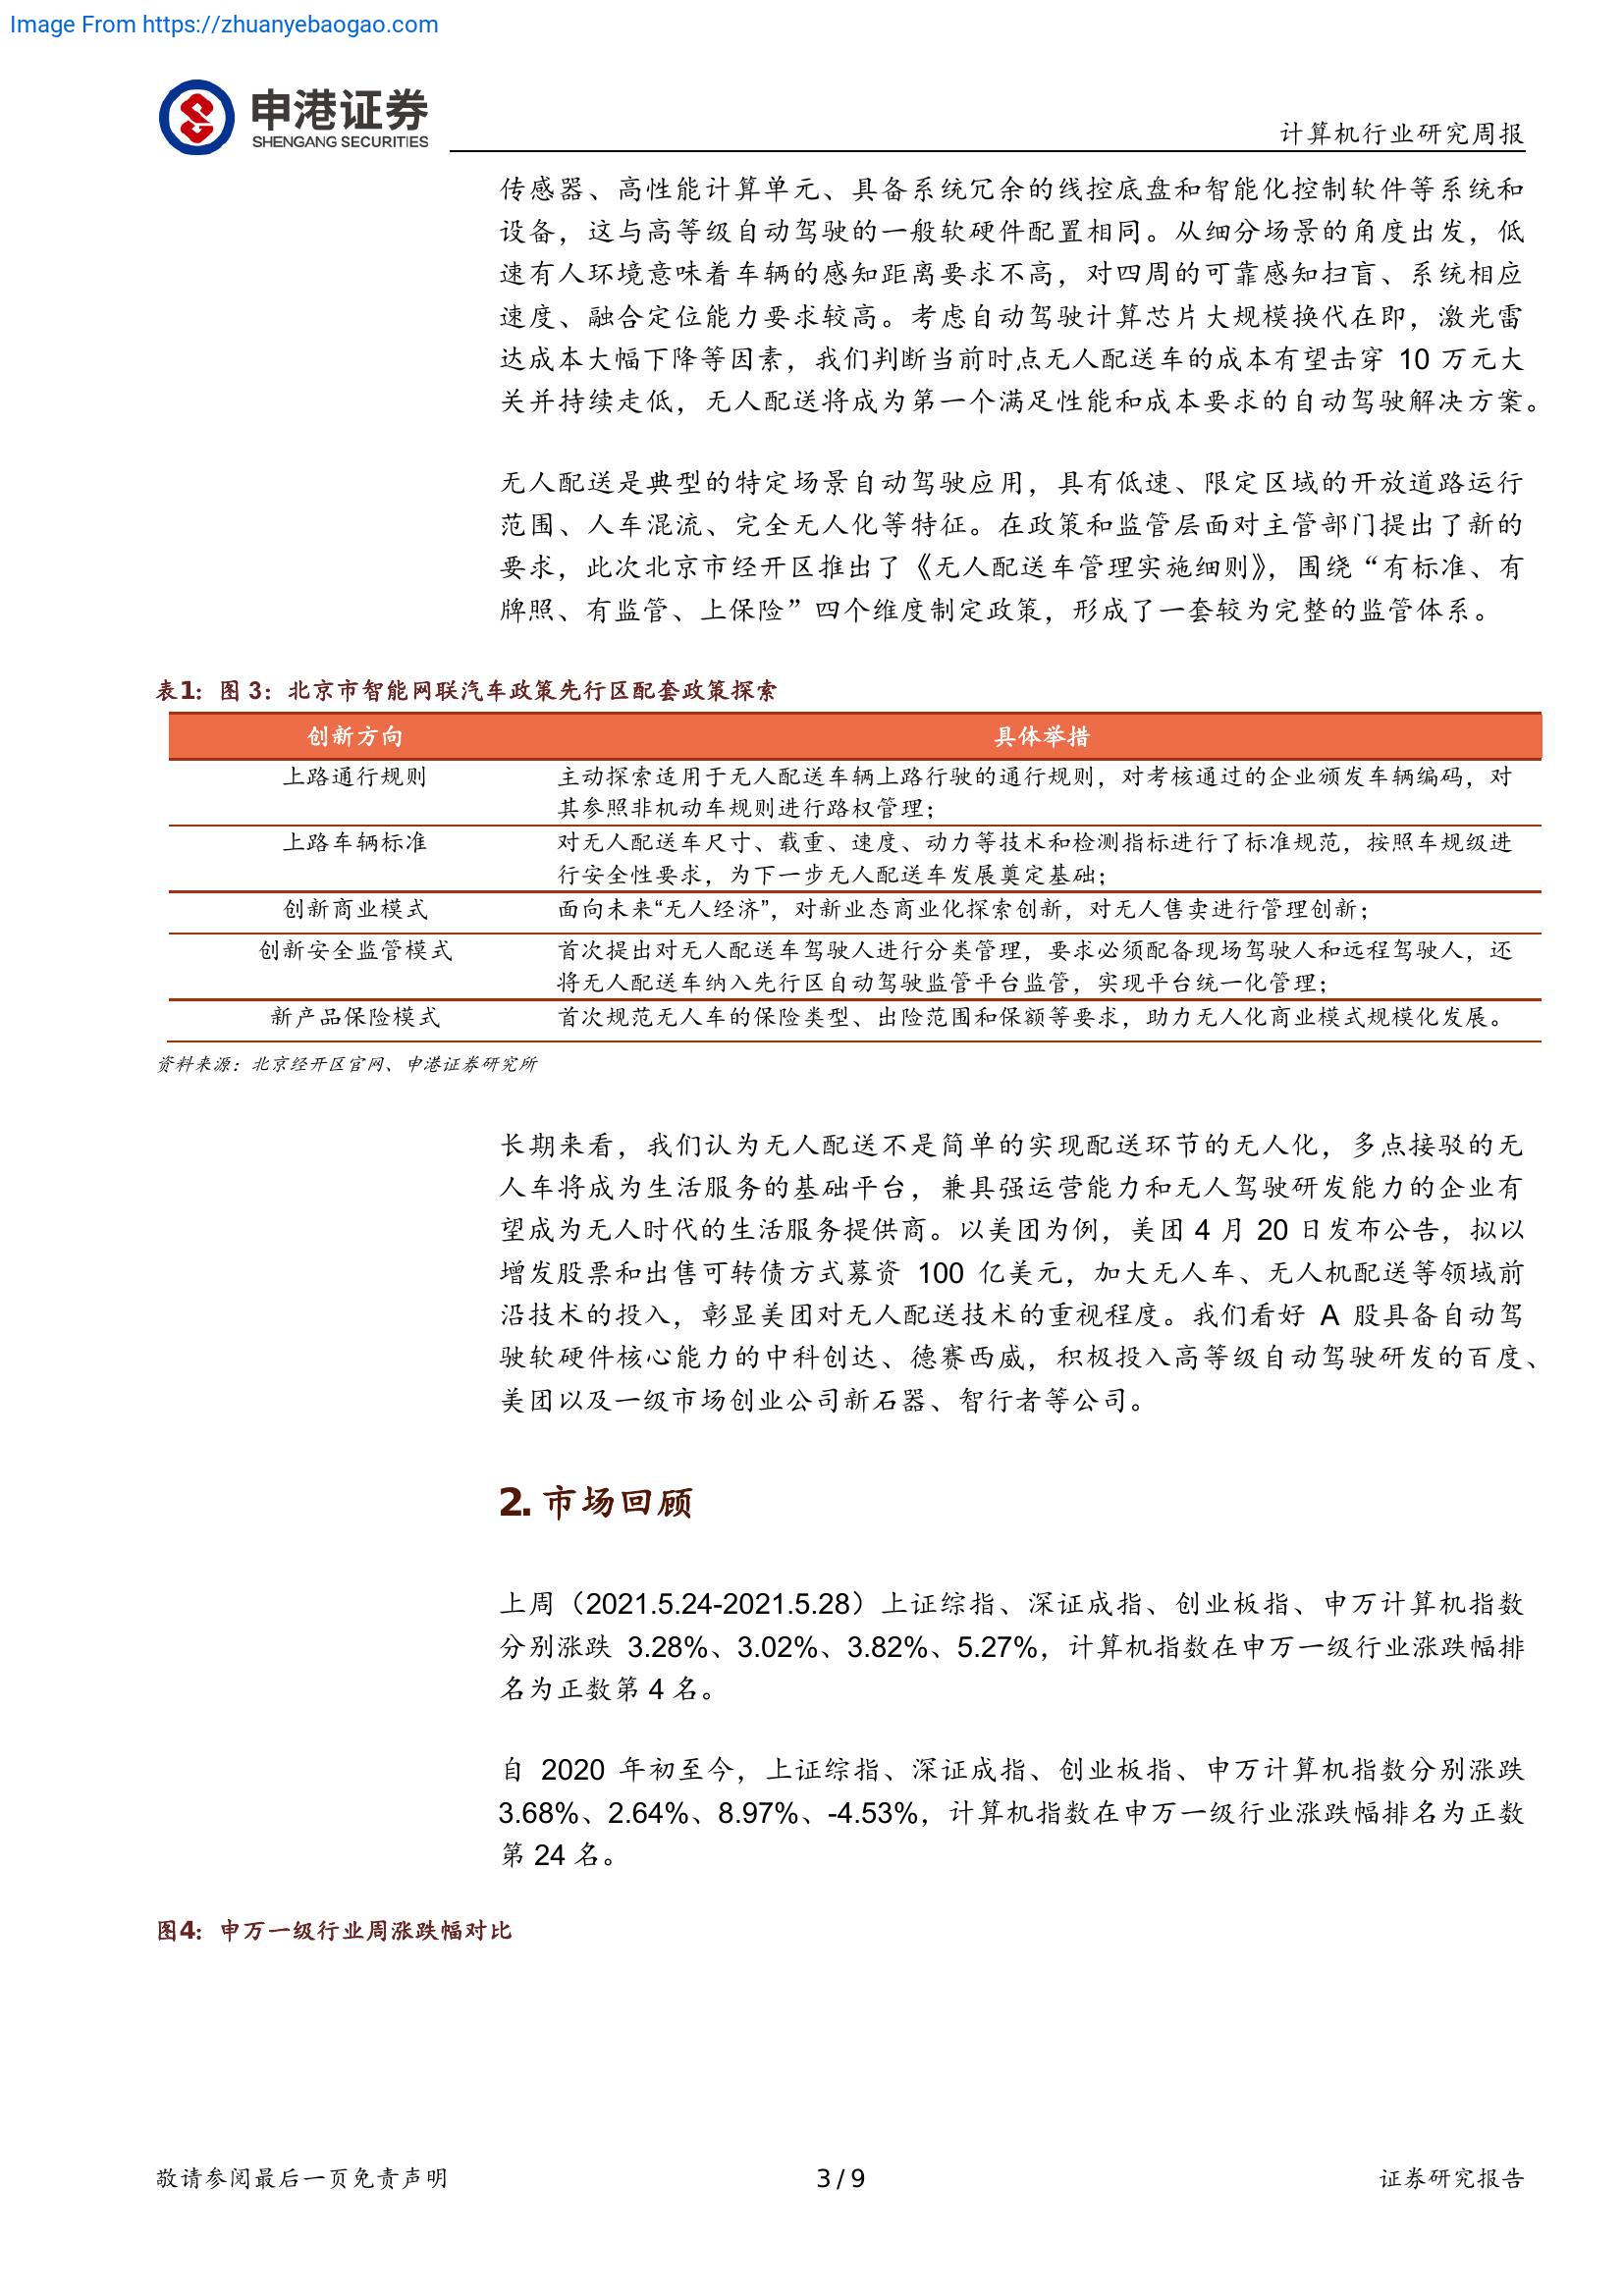 Image From https://zhuanyebaogao.com
申港证券
SHENGANG SECURITIES
计算机行业研究周报
传感器、高性能计算单元、具备系统冗余的线控底盘和智能化控制软件等系统和
设备，这与高等级自动驾驶的一般软硬件配置相同。从细分场景的角度出发，低
速有人环境意味着车辆的感知距离要求不高，对四周的可靠感知扫盲、系统相应
速度、融合定位能力要求较高。考虑自动驾驶计算芯片大规模换代在即，激光雷
达成本大幅下降等因素，我们判断当前时点无人配送车的成本有望击穿 10 万元大
关并持续走低，无人配送将成为第一个满足性能和成本要求的自动驾驶解决方案。
无人配送是典型的特定场景自动驾驶应用，具有低速、限定区域的开放道路运行
范围、人车混流、完全无人化等特征。在政策和监管层面对主管部门提出了新的
要求，此次北京市经开区推出了《无人配送车管理实施细则》，围绕“有标准、有
牌照、有监管、上保险”四个维度制定政策，形成了一套较为完整的监管体系。
表1：图 3：北京市智能网联汽车政策先行区配套政策探索
创新方向 具体举措
上路通行规则 主动探索适用于无人配送车辆上路行驶的通行规则，对考核通过的企业颁发车辆编码，对
其参照非机动车规则进行路权管理；
上路车辆标准 对无人配送车尺寸、载重、速度、动力等技术和检测指标进行了标准规范，按照车规级进
行安全性要求，为下一步无人配送车发展奠定基础；
创新商业模式 面向未来“无人经济”，对新业态商业化探索创新，对无人售卖进行管理创新；
创新安全监管模式 首次提出对无人配送车驾驶人进行分类管理，要求必须配备现场驾驶人和远程驾驶人，还
将无人配送车纳入先行区自动驾驶监管平台监管，实现平台统一化管理；
新产品保险模式 首次规范无人车的保险类型、出险范围和保额等要求，助力无人化商业模式规模化发展。
资料来源：北京经开区官网、申港证券研究所
长期来看，我们认为无人配送不是简单的实现配送环节的无人化，多点接驳的无
人车将成为生活服务的基础平台，兼具强运营能力和无人驾驶研发能力的企业有
望成为无人时代的生活服务提供商。以美团为例，美团 4 月 20 日发布公告，拟以
增发股票和出售可转债方式募资 100 亿美元，加大无人车、无人机配送等领域前
沿技术的投入，彰显美团对无人配送技术的重视程度。我们看好 A 股具备自动驾
驶软硬件核心能力的中科创达、德赛西威，积极投入高等级自动驾驶研发的百度、
美团以及一级市场创业公司新石器、智行者等公司。
2. 市场回顾
上周（2021.5.24-2021.5.28）上证综指、深证成指、创业板指、申万计算机指数
分别涨跌 3.28%、3.02%、3.82%、5.27%，计算机指数在申万一级行业涨跌幅排
名为正数第 4 名。
自 2020 年初至今，上证综指、深证成指、创业板指、申万计算机指数分别涨跌
3.68%、2.64%、8.97%、-4.53%，计算机指数在申万一级行业涨跌幅排名为正数
第 24 名。
图4：申万一级行业周涨跌幅对比
敬请参阅最后一页免责声明 3 / 9 证券研究报告